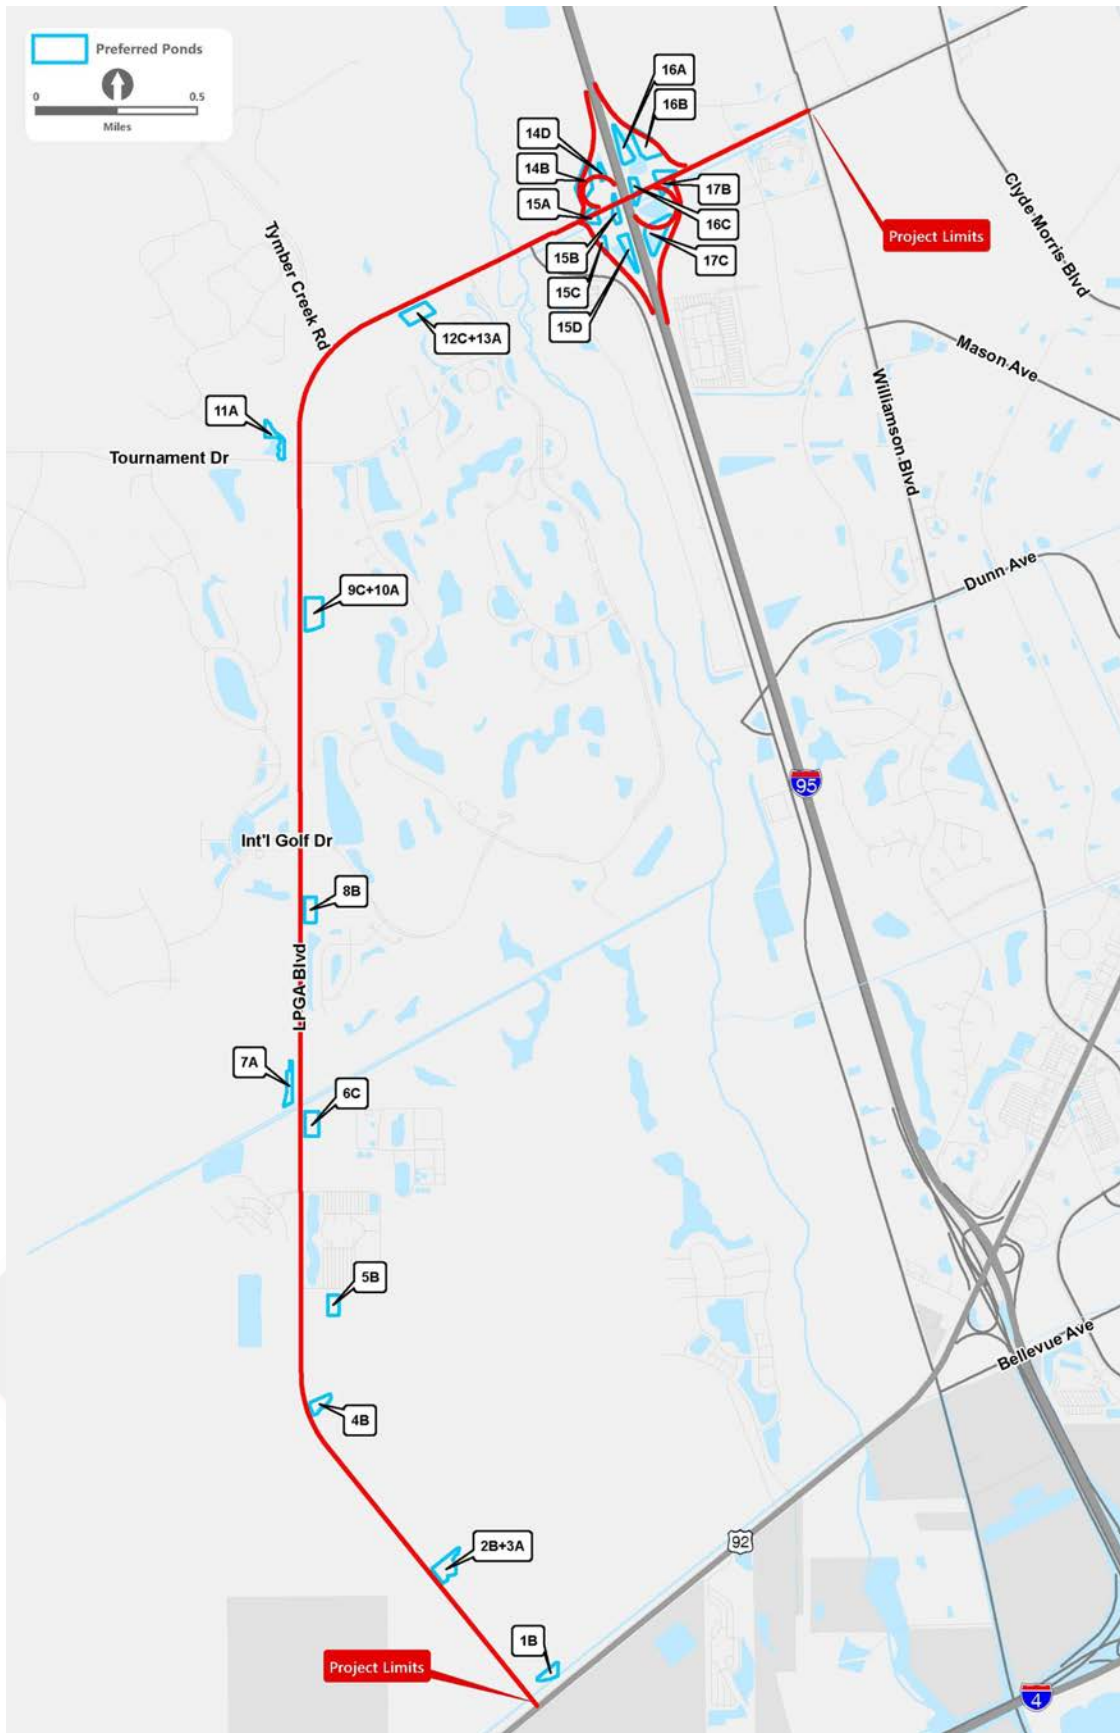 Preferred Ponds
0
0.5
Miles
16A
16B
14D
14B
17B
15A
16C
Project Limits
15B
17C
15C
15D
Clyde Morris Blvd
Tymber Creek Rd
12C+13A
Mason Ave
11A
Williamson Blvd
Tournament Dr
Dunn Ave
9C+10A
95
Int'l Golf Dr
8B
LPGA Blvd
7A
6C
5B
Bellevue Ave
4B
2B+3A
92
1B
Project Limits
4